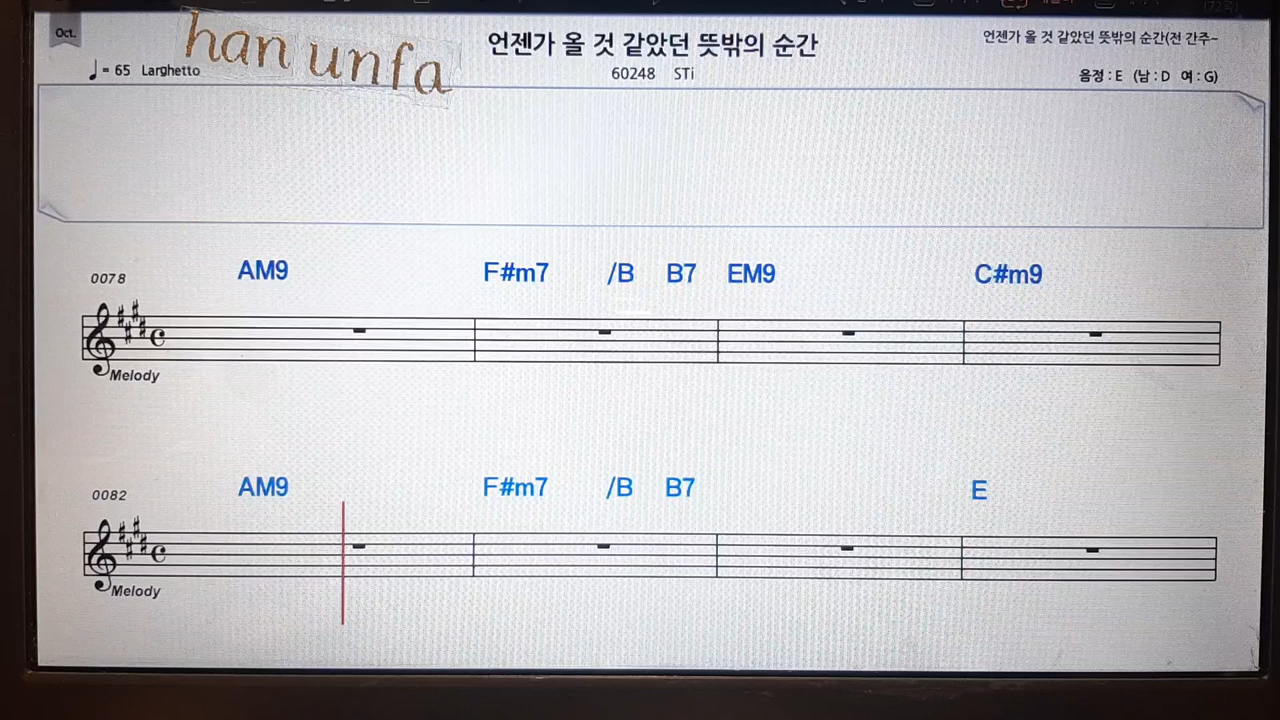 Oct.
han unfa
언젠가 올 것 같았던 뜻밖의 순간
언젠가 올 것 같았던 뜻밖의 순간(전 간주~
♩= 65 Larghetto
60248 STi
음정 : E (남 : D 여 : G)
0078 AM9 F#m7 /B B7 EM9 C#m9
Melody
0082 AM9 F#m7 /B B7 E
Melody